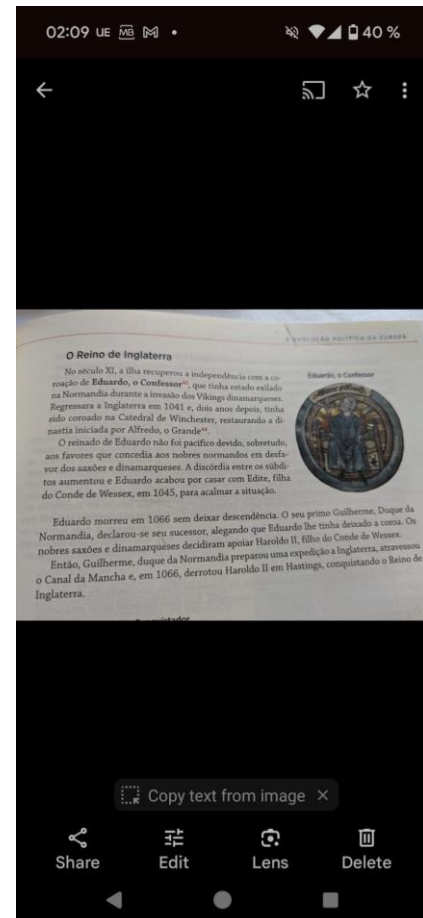 02:09 UE MB M •
40 %
A EVOLUÇÃO POLÍTICA DA EUROPA
O Reino de Inglaterra
No século XI, a ilha recuperou a independência com a co-
roação de Eduardo, o Confessor, que tinha estado exilado
na Normandia durante a invasão dos Vikings dinamarqueses.
Regressara a Inglaterra em 1041 e, dois anos depois, tinha
sido coroado na Catedral de Winchester, restaurando a di-
nastia iniciada por Alfredo, o Grande.
O reinado de Eduardo não foi pacífico devido, sobretudo,
aos favores que concedia aos nobres normandos em desfa-
vor dos saxões e dinamarqueses. A discórdia entre os súbdi-
tos aumentou e Eduardo acabou por casar com Edite, filha
do Conde de Wessex, em 1045, para acalmar a situação.
Eduardo, o Confessor
Eduardo morreu em 1066 sem deixar descendência. O seu primo Guilherme, Duque da
Normandia, declarou-se seu sucessor, alegando que Eduardo lhe tinha deixado a coroa. Os
nobres saxões e dinamarqueses decidiram apoiar Haroldo II, filho do Conde de Wessex.
Então, Guilherme, duque da Normandia preparou uma expedição a Inglaterra, atravessou
o Canal da Mancha e, em 1066, derrotou Haroldo II em Hastings, conquistando o Reino de
Inglaterra.
Copy text from image
Share Edit Lens Delete